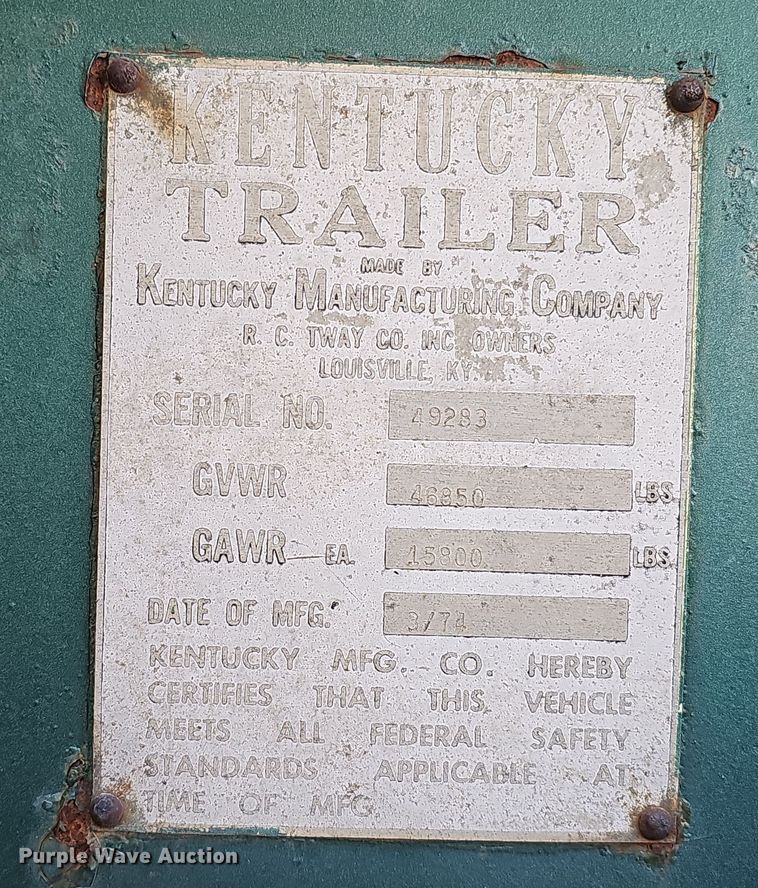 KENTUCKY
TRAILER
MADE BY
KENTUCKY MANUFACTURING COMPANY
R. C. TWAY CO. INC. OWNERS
LOUISVILLE, KY.
SERIAL NO. 49283
GVWR 46950 LBS
GAWR EA. 15900 LBS
DATE OF MFG. 3/74
KENTUCKY MFG. CO. HEREBY
CERTIFIES THAT THIS VEHICLE
MEETS ALL FEDERAL SAFETY
STANDARDS APPLICABLE AT
TIME OF MFG
Purple Wave Auction